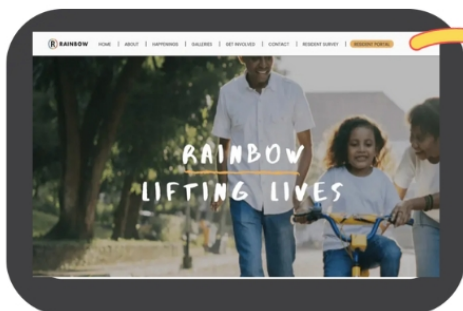 R RAINBOW HOME | ABOUT | HAPPENINGS | GALLERIES | GET INVOLVED | CONTACT | RESIDENT SURVEY | RESIDENT PORTAL
RAINBOW
LIFTING LIVES